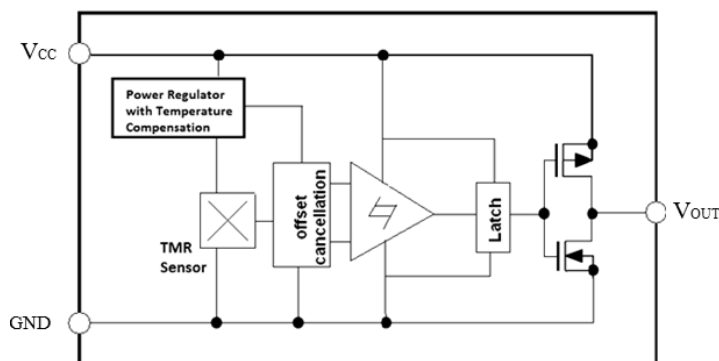 VCC
Power Regulator
with Temperature
Compensation
TMR
Sensor
offset
cancellation
Latch
VOUT
GND